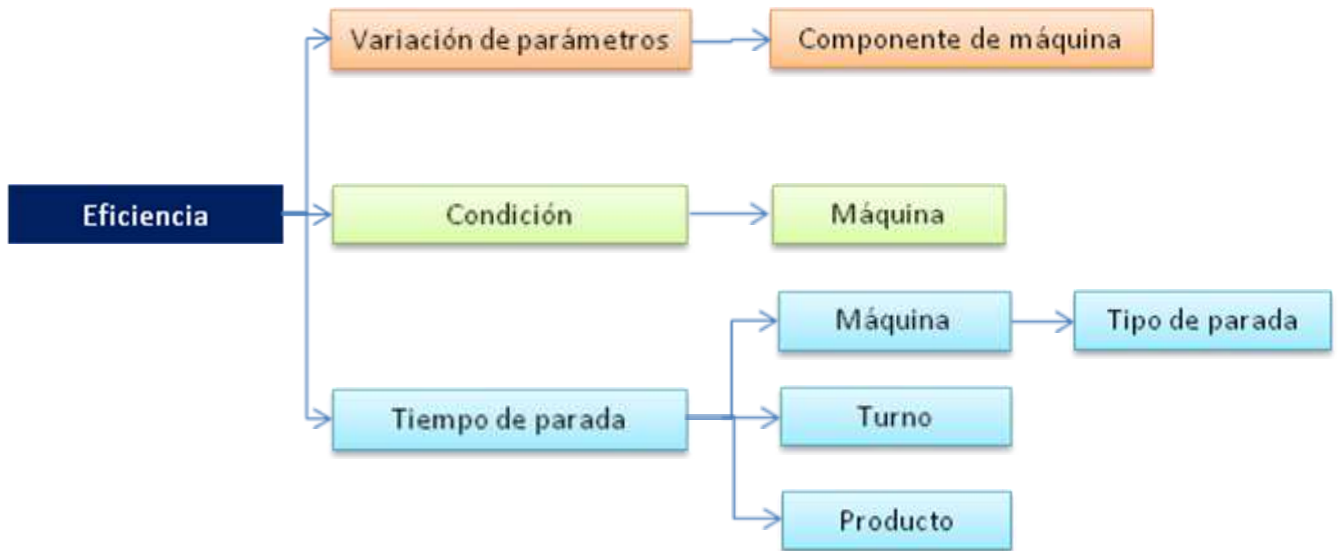 Variación de parámetros
Componente de máquina
Eficiencia
Condición
Máquina
Máquina
Tipo de parada
Tiempo de parada
Turno
Producto